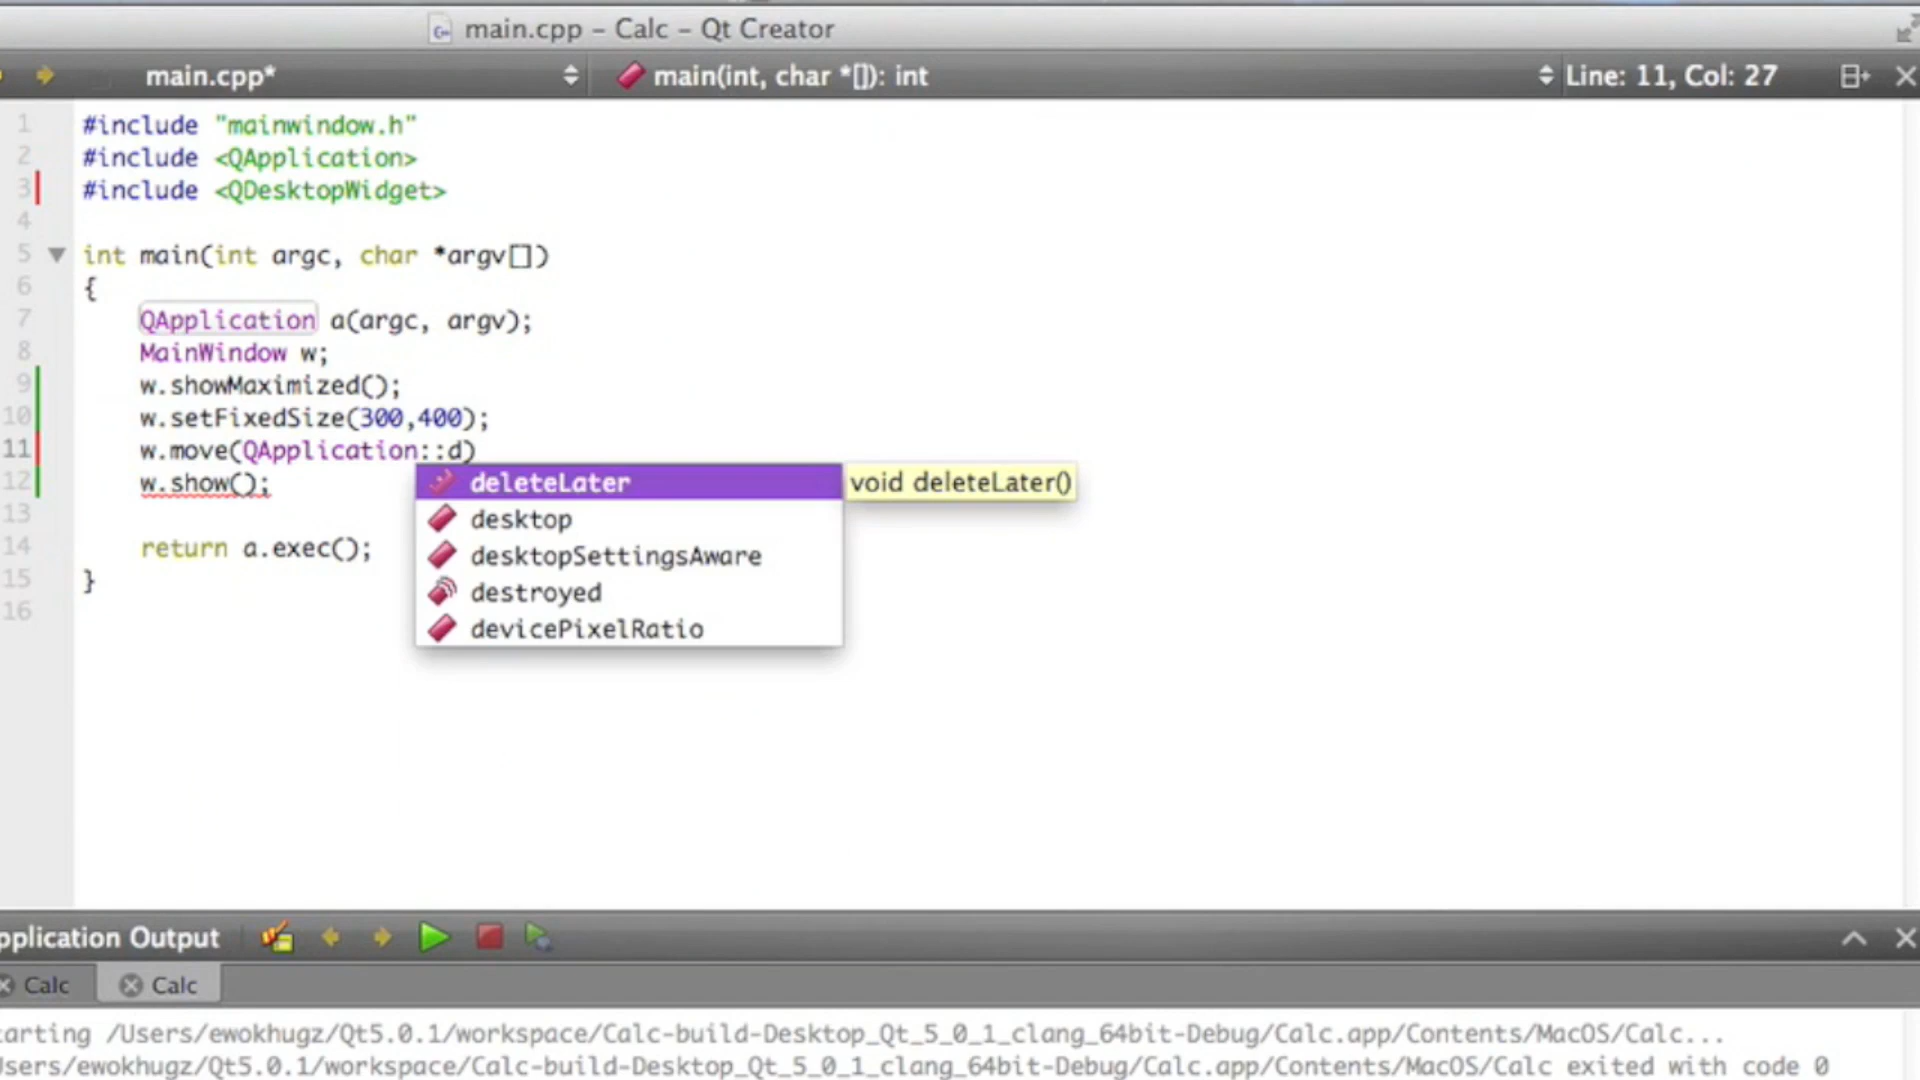 main.cpp – Calc – Qt Creator
main.cpp*
main(int, char *[]): int
Line: 11, Col: 27
1 #include "mainwindow.h"
2 #include <QApplication>
3 #include <QDesktopWidget>
4
5 int main(int argc, char *argv[])
6 {
7 QApplication a(argc, argv);
8 MainWindow w;
9 w.showMaximized();
10 w.setFixedSize(300,400);
11 w.move(QApplication::d)
12 w.show();
deleteLater
void deleteLater()
desktop
desktopSettingsAware
destroyed
devicePixelRatio
13
14 return a.exec();
15 }
16
pplication Output
Calc
Calc
tarting /Users/ewokhugz/Qt5.0.1/workspace/Calc-build-Desktop_Qt_5_0_1_clang_64bit-Debug/Calc.app/Contents/MacOS/Calc...
Users/ewokhugz/Qt5.0.1/workspace/Calc-build-Desktop_Qt_5_0_1_clang_64bit-Debug/Calc.app/Contents/MacOS/Calc exited with code 0